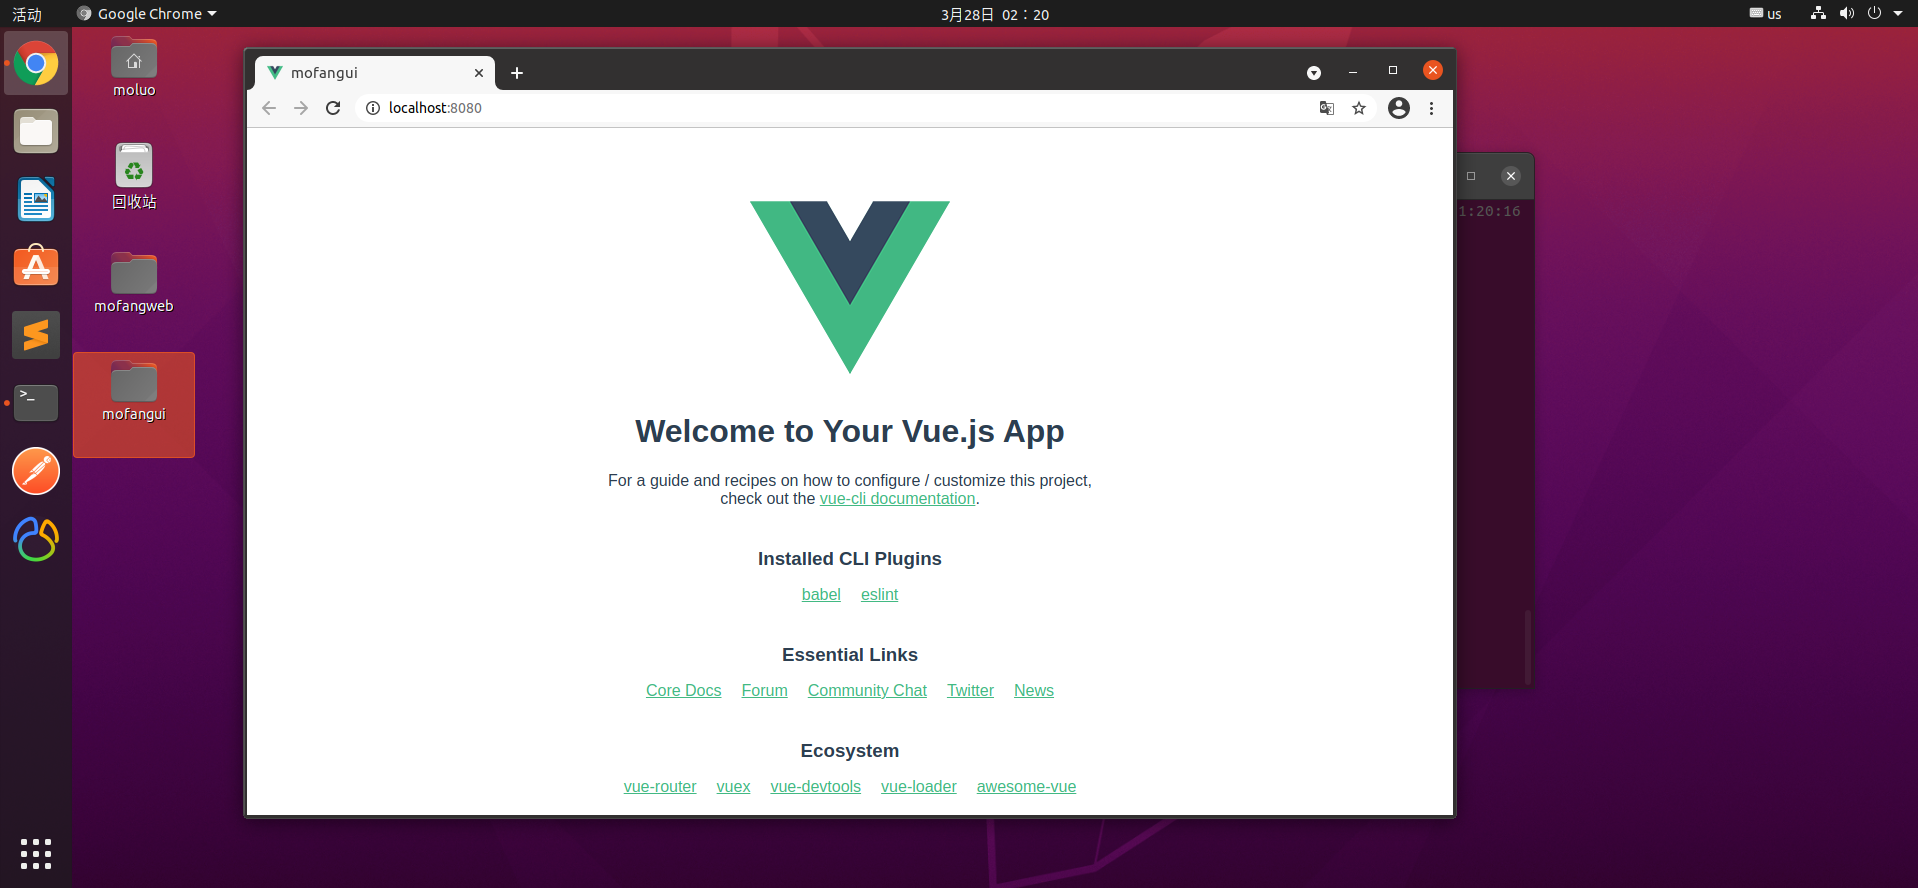 活动
Google Chrome
3月28日 02：20
us
moluo
回收站
mofangweb
mofangui
mofangui
localhost:8080
1:20:16
>_
Welcome to Your Vue.js App
For a guide and recipes on how to configure / customize this project,
check out the vue-cli documentation.
Installed CLI Plugins
babel eslint
Essential Links
Core Docs Forum Community Chat Twitter News
Ecosystem
vue-router vuex vue-devtools vue-loader awesome-vue